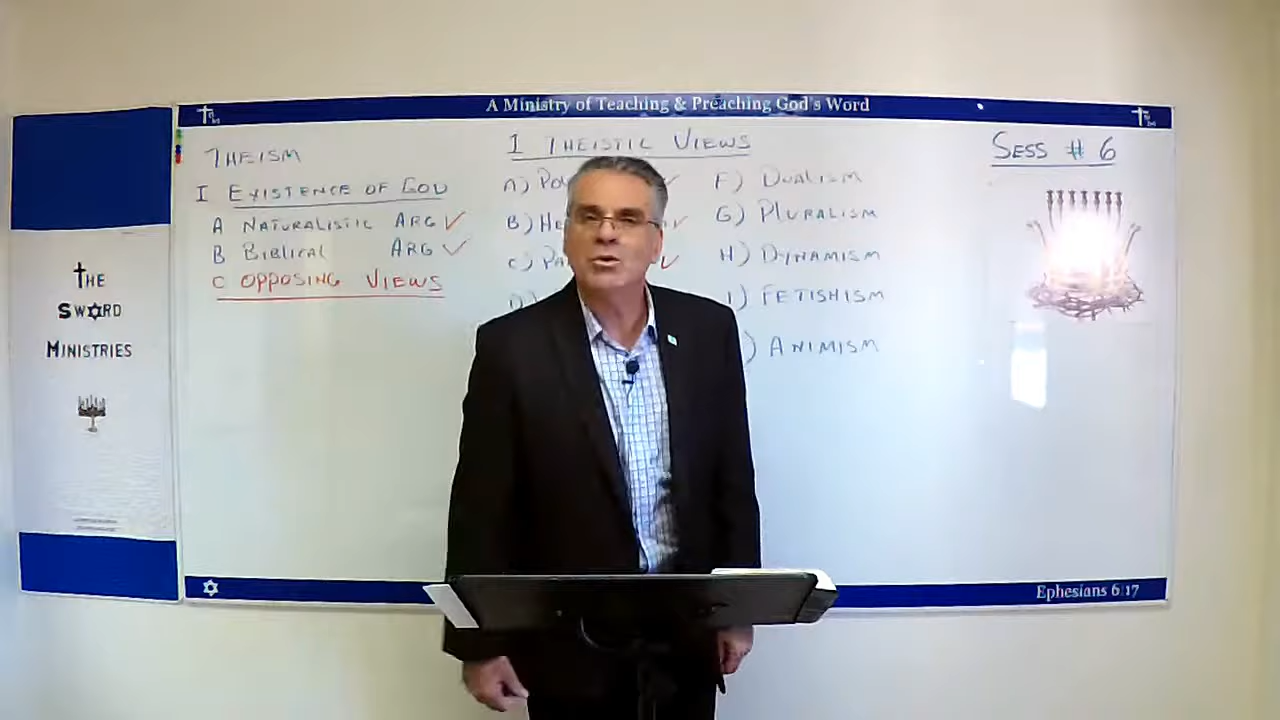 A Ministry of Teaching & Preaching God's Word
THEISM
I EXISTENCE OF GOD
A NATURALISTIC ARG ✓
B BIBLICAL ARG ✓
C OPPOSING VIEWS
I THEISTIC VIEWS
A)
B)
C)
F) DUALISM
G) PLURALISM
H) DYNAMISM
I) FETISHISM
) ANIMISM
SESS # 6
THE
SWORD
MINISTRIES
Ephesians 6:17